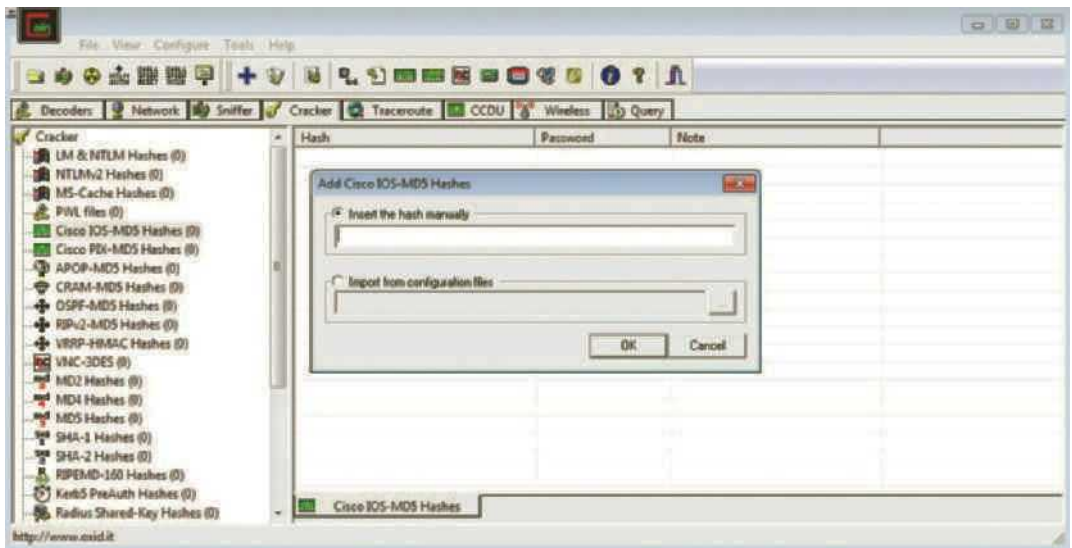 File View Configure Tools Help
Decoders Network Sniffer Cracker Traceroute CCDU Wireless Query
Cracker
LM & NTLM Hashes (0)
NTLMv2 Hashes (0)
MS-Cache Hashes (0)
PWL files (0)
Cisco IOS-MD5 Hashes (0)
Cisco PIX-MD5 Hashes (0)
APOP-MD5 Hashes (0)
CRAM-MD5 Hashes (0)
OSPF-MD5 Hashes (0)
RIPv2-MD5 Hashes (0)
VRRP-HMAC Hashes (0)
VNC-3DES (0)
MD2 Hashes (0)
MD4 Hashes (0)
MD5 Hashes (0)
SHA-1 Hashes (0)
SHA-2 Hashes (0)
RIPEMD-160 Hashes (0)
Kerb5 PreAuth Hashes (0)
Radius Shared-Key Hashes (0)
Hash Password Note
Add Cisco IOS-MD5 Hashes
Insert the hash manually
Import from configuration files
...
OK Cancel
Cisco IOS-MD5 Hashes
http://www.oxid.it